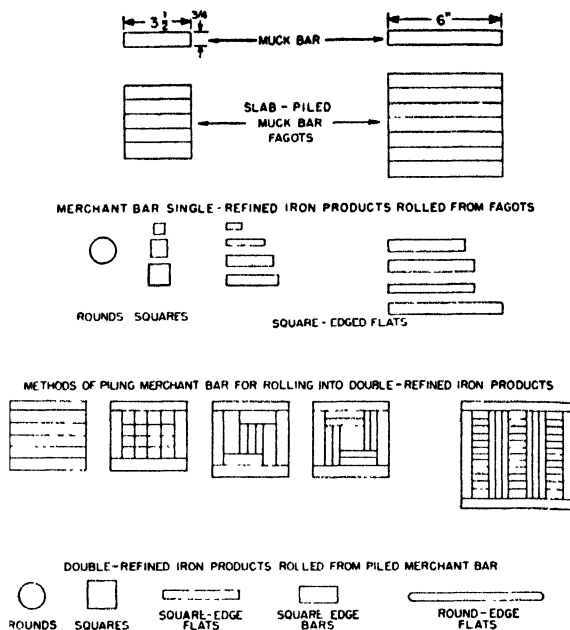 3 1/2
3/4
6"
MUCK BAR
SLAB-PILED
MUCK BAR
FAGOTS
MERCHANT BAR SINGLE-REFINED IRON PRODUCTS ROLLED FROM FAGOTS
ROUNDS SQUARES
SQUARE-EDGED FLATS
METHODS OF PILING MERCHANT BAR FOR ROLLING INTO DOUBLE-REFINED IRON PRODUCTS
DOUBLE-REFINED IRON PRODUCTS ROLLED FROM PILED MERCHANT BAR
ROUNDS
SQUARES
SQUARE-EDGE
FLATS
SQUARE EDGE
BARS
ROUND-EDGE
FLATS